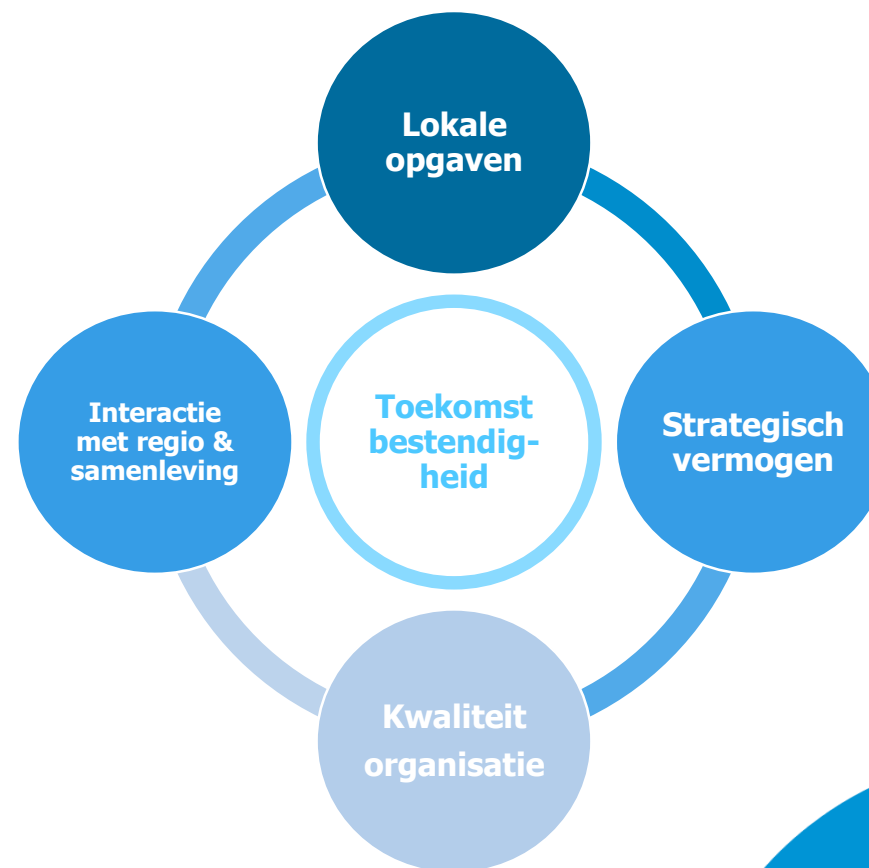 Lokale
opgaven
Interactie
met regio &
samenleving
Toekomst
bestendig-
heid
Strategisch
vermogen
Kwaliteit
organisatie